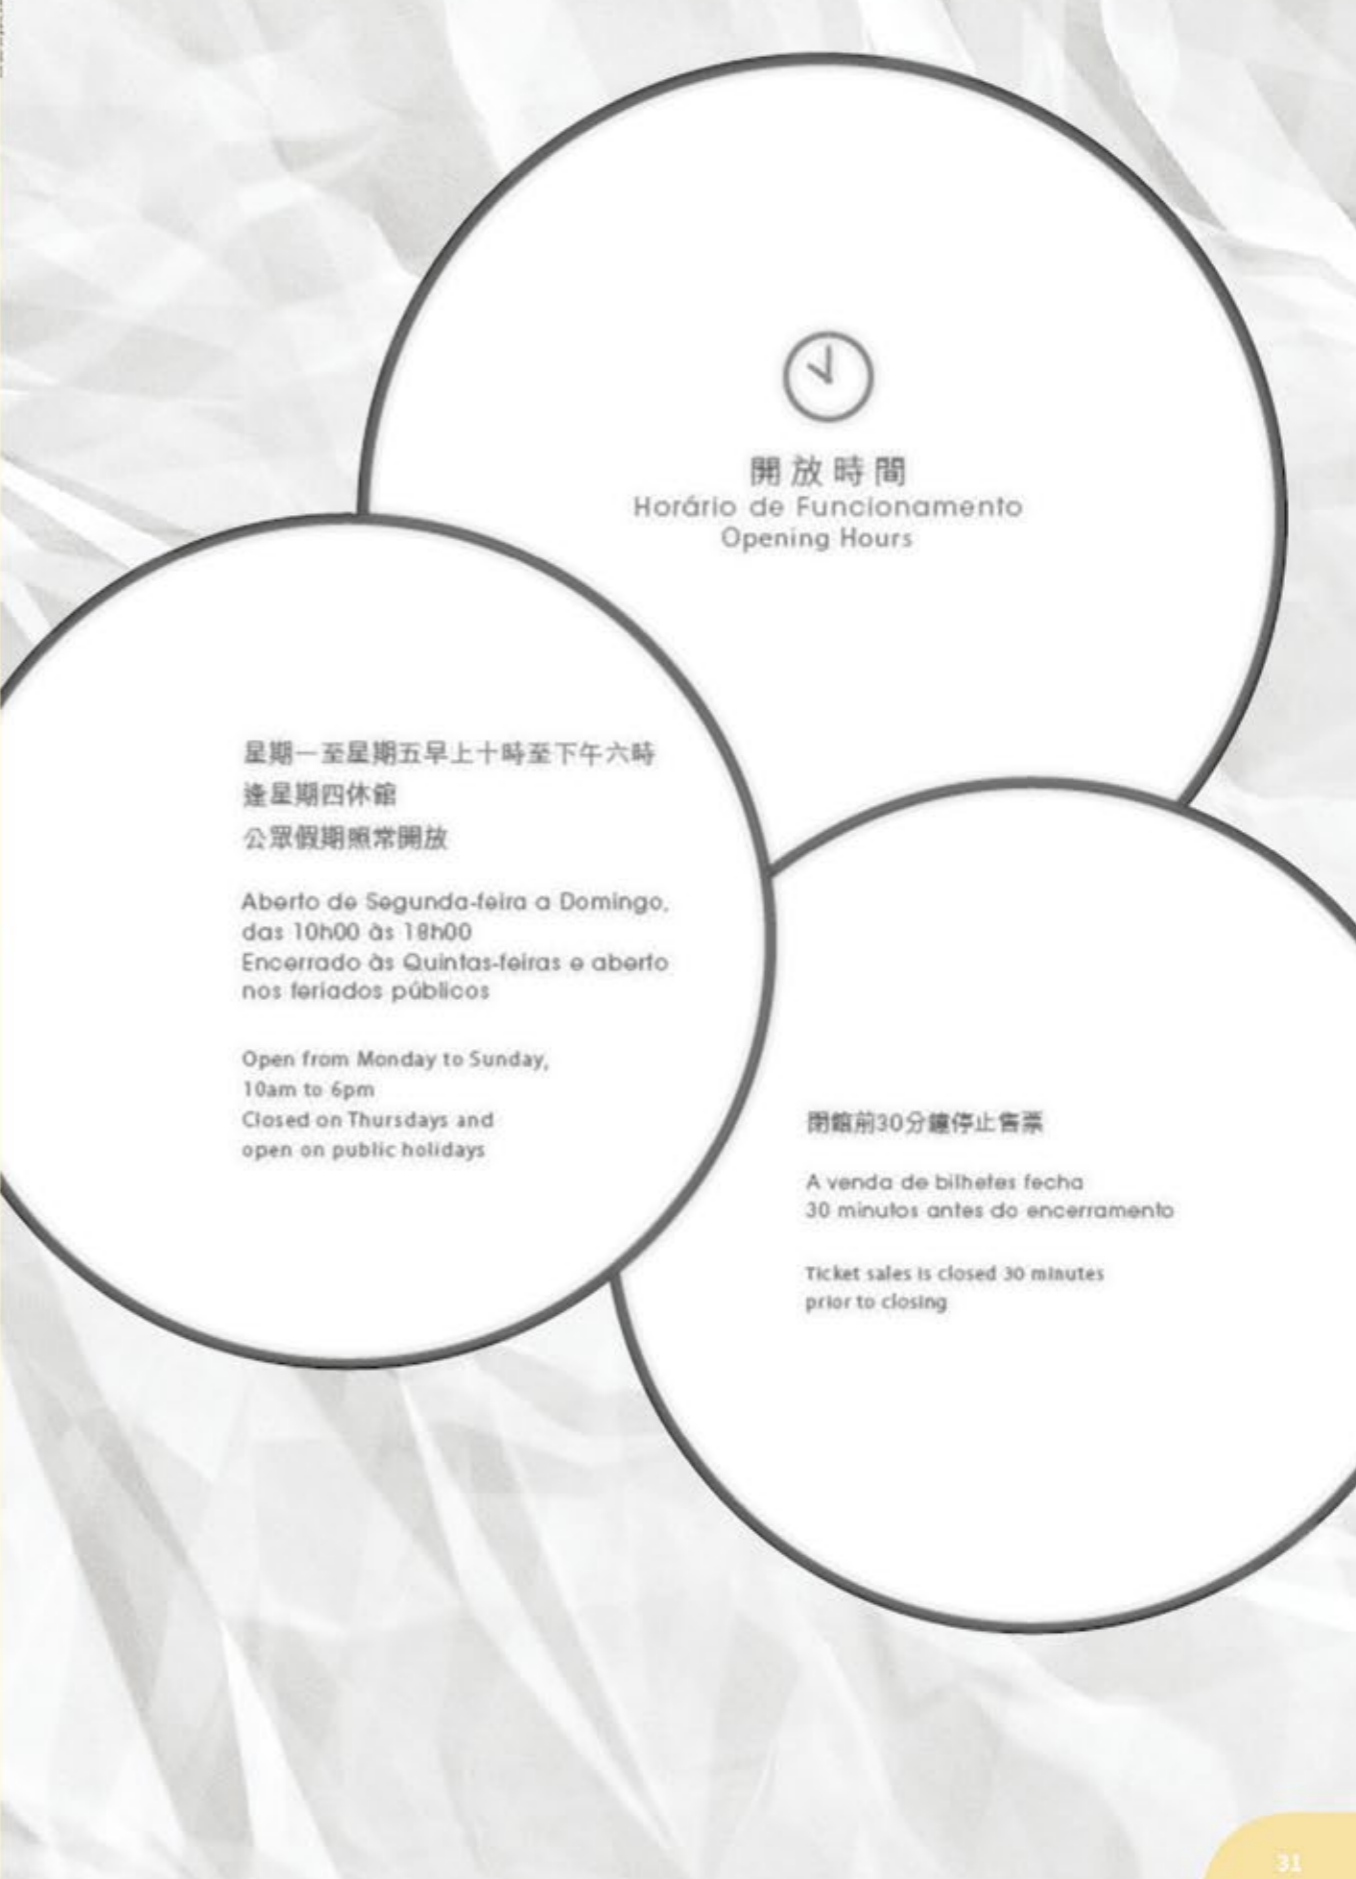 開放時間
Horário de Funcionamento
Opening Hours
星期一至星期五早上十時至下午六時
逢星期四休館
公眾假期照常開放
Aberto de Segunda-feira a Domingo,
das 10h00 às 18h00
Encerrado às Quintas-feiras e aberto
nos feriados públicos
Open from Monday to Sunday,
10am to 6pm
Closed on Thursdays and
open on public holidays
閉館前30分鐘停止售票
A venda de bilhetes fecha
30 minutos antes do encerramento
Ticket sales is closed 30 minutes
prior to closing
31